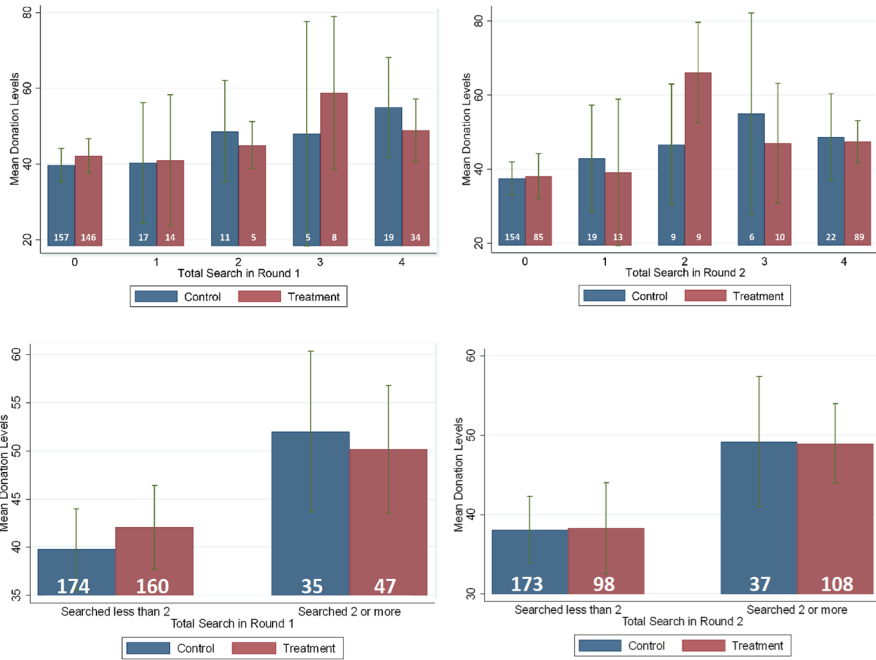 80
60
40
20
Mean Donation Levels
157 146 17 14 11 5 5 8 19 34
0 1 2 3 4
Total Search in Round 1
Control Treatment
80
60
40
20
Mean Donation Levels
154 85 19 13 9 9 6 10 22 89
0 1 2 3 4
Total Search in Round 2
Control Treatment
60
55
50
45
40
35
Mean Donation Levels
174 160 35 47
Searched less than 2 Searched 2 or more
Total Search in Round 1
Control Treatment
60
50
40
30
Mean Donation Levels
173 98 37 108
Searched less than 2 Searched 2 or more
Total Search in Round 2
Control Treatment